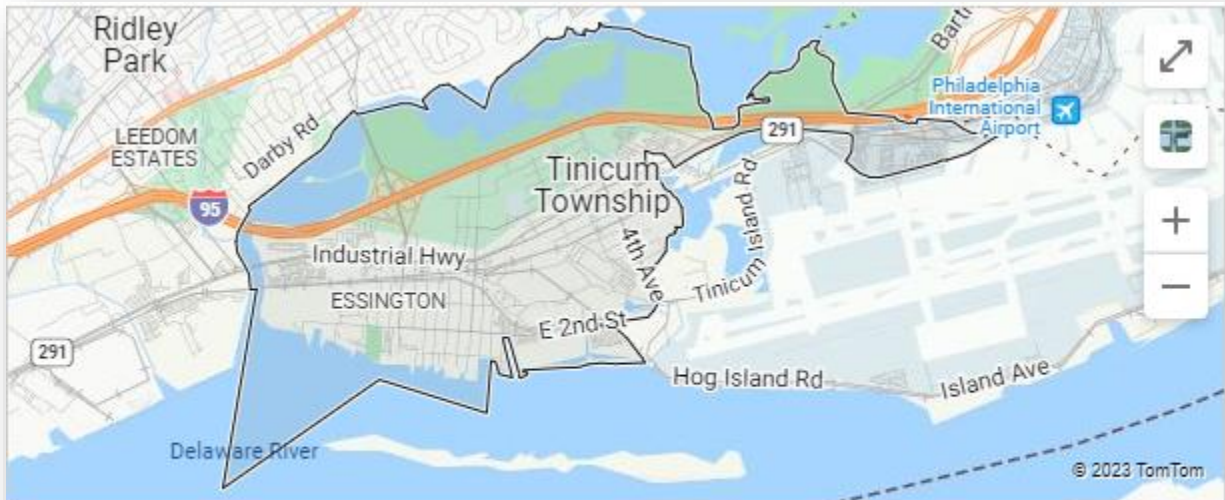 Ridley
Park
LEEDOM
ESTATES
Darby Rd
95
Industrial Hwy
ESSINGTON
291
Tinicum
Township
4th Ave
E 2nd St
Tinicum Island Rd
291
Bartr
Philadelphia
International
Airport
Hog Island Rd
Island Ave
Delaware River
© 2023 TomTom